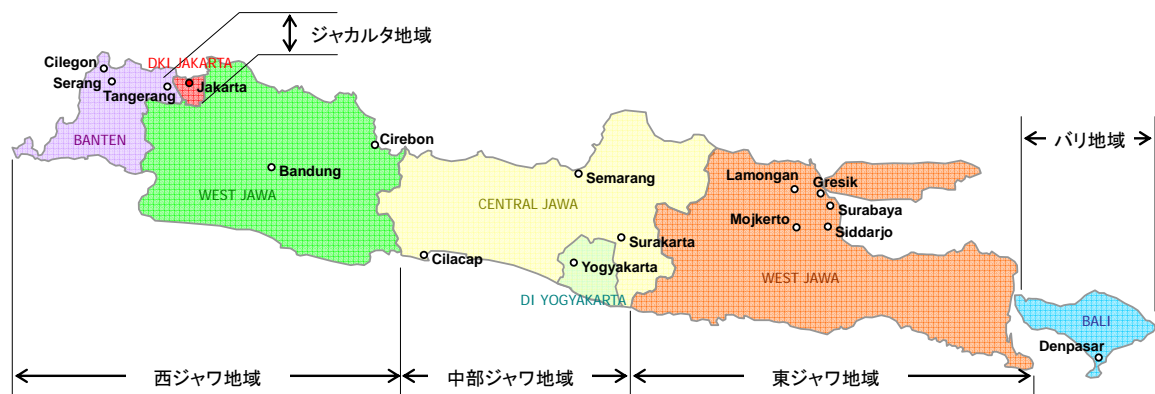 ジャカルタ地域
DKI JAKARTA
Cilegon
Serang
Jakarta
Tangerang
BANTEN
Cirebon
バリ地域
Bandung
Semarang
Lamongan
Gresik
WEST JAWA
CENTRAL JAWA
Surabaya
Mojkerto
Siddarjo
Surakarta
Cilacap
Yogyakarta
WEST JAWA
DI YOGYAKARTA
BALI
Denpasar
西ジャワ地域
中部ジャワ地域
東ジャワ地域